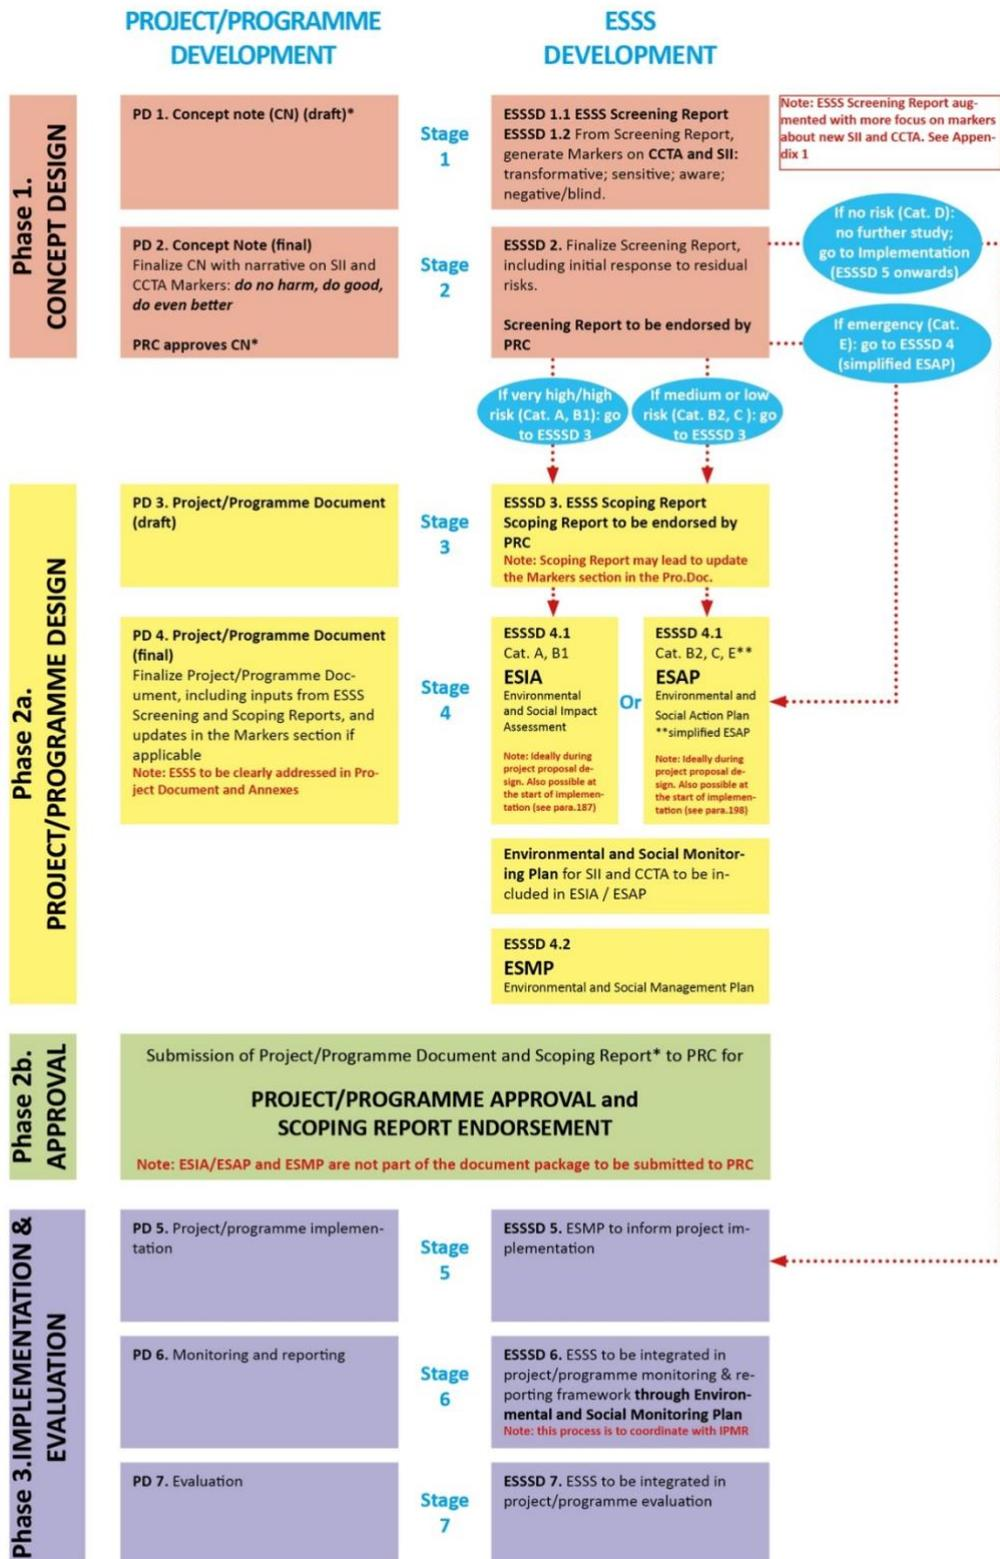 PROJECT/PROGRAMME
DEVELOPMENT
ESSS
DEVELOPMENT
Phase 1.
CONCEPT DESIGN
PD 1. Concept note (CN) (draft)*
Stage
1
ESSSD 1.1 ESSS Screening Report
ESSSD 1.2 From Screening Report,
generate Markers on CCTA and SII:
transformative; sensitive; aware;
negative/blind.
Note: ESSS Screening Report aug-
mented with more focus on markers
about new SII and CCTA. See Appen-
dix 1
PD 2. Concept Note (final)
Finalize CN with narrative on SII and
CCTA Markers: do no harm, do good,
do even better
PRC approves CN*
Stage
2
ESSSD 2. Finalize Screening Report,
including initial response to residual
risks.
Screening Report to be endorsed by
PRC
If no risk (Cat. D):
no further study;
go to Implementation
(ESSSD 5 onwards)
If emergency (Cat.
E): go to ESSSD 4
(simplified ESAP)
If very high/high
risk (Cat. A, B1): go
to ESSSD 3
If medium or low
risk (Cat. B2, C ): go
to ESSSD 3
Phase 2a.
PROJECT/PROGRAMME DESIGN
PD 3. Project/Programme Document
(draft)
Stage
3
ESSSD 3. ESSS Scoping Report
Scoping Report to be endorsed by
PRC
Note: Scoping Report may lead to update
the Markers section in the Pro.Doc.
PD 4. Project/Programme Document
(final)
Finalize Project/Programme Doc-
ument, including inputs from ESSS
Screening and Scoping Reports, and
updates in the Markers section if
applicable
Note: ESSS to be clearly addressed in Pro-
ject Document and Annexes
Stage
4
ESSSD 4.1
Cat. A, B1
ESIA
Environmental
and Social Impact
Assessment
Note: Ideally during
project proposal de-
sign. Also possible at
the start of implemen-
tation (see para.187)
Or
ESSSD 4.1
Cat. B2, C, E**
ESAP
Environmental and
Social Action Plan
**simplified ESAP
Note: Ideally during
project proposal de-
sign. Also possible at
the start of implemen-
tation (see para.198)
Environmental and Social Monitor-
ing Plan for SII and CCTA to be in-
cluded in ESIA / ESAP
ESSSD 4.2
ESMP
Environmental and Social Management Plan
Phase 2b.
APPROVAL
Submission of Project/Programme Document and Scoping Report* to PRC for
PROJECT/PROGRAMME APPROVAL and
SCOPING REPORT ENDORSEMENT
Note: ESIA/ESAP and ESMP are not part of the document package to be submitted to PRC
Phase 3.IMPLEMENTATION &
EVALUATION
PD 5. Project/programme implemen-
tation
Stage
5
ESSSD 5. ESMP to inform project im-
plementation
PD 6. Monitoring and reporting
Stage
6
ESSSD 6. ESSS to be integrated in
project/programme monitoring & re-
porting framework through Environ-
mental and Social Monitoring Plan
Note: this process is to coordinate with IPMR
PD 7. Evaluation
Stage
7
ESSSD 7. ESSS to be integrated in
project/programme evaluation